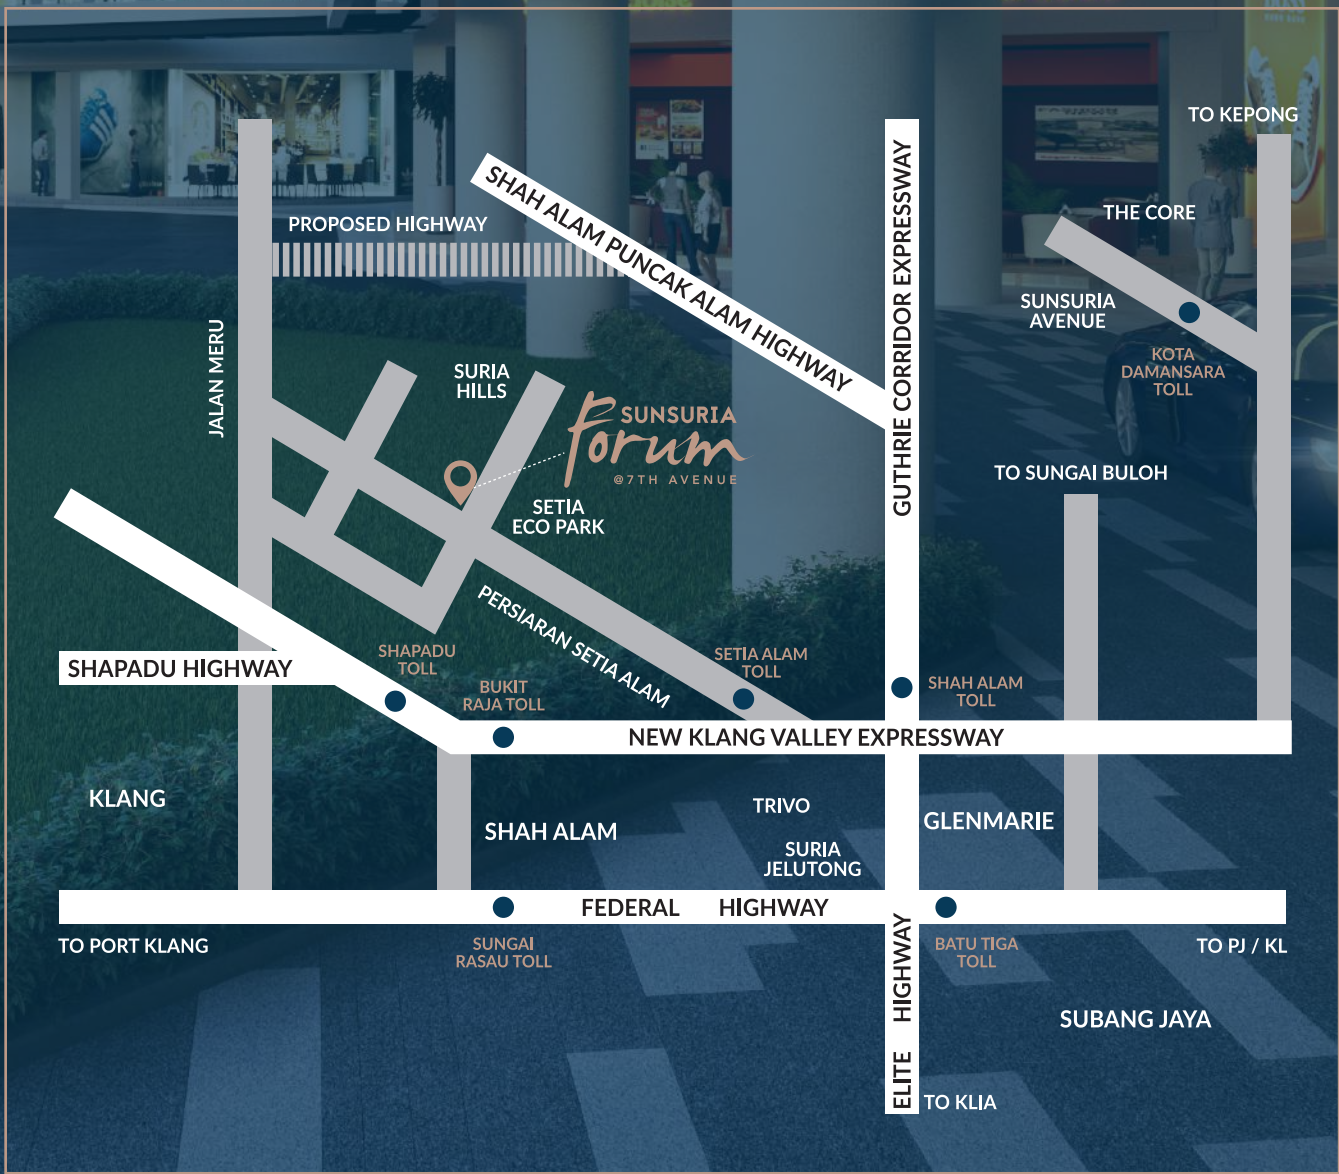 TO KEPONG
SHAH ALAM PUNCAK ALAM HIGHWAY
GUTHRIE CORRIDOR EXPRESSWAY
THE CORE
PROPOSED HIGHWAY
SUNSURIA
AVENUE
JALAN MERU
KOTA
DAMANSARA
TOLL
SURIA
HILLS
SUNSURIA
Forum
@7TH AVENUE
TO SUNGAI BULOH
SETIA
ECO PARK
PERSIARAN SETIA ALAM
SHAPADU
TOLL
SETIA ALAM
TOLL
SHAPADU HIGHWAY
BUKIT
RAJA TOLL
SHAH ALAM
TOLL
NEW KLANG VALLEY EXPRESSWAY
KLANG
TRIVO
SHAH ALAM
GLENMARIE
SURIA
JELUTONG
FEDERAL HIGHWAY
TO PORT KLANG
SUNGAI
RASAU TOLL
ELITE HIGHWAY
BATU TIGA
TOLL
TO PJ / KL
SUBANG JAYA
TO KLIA